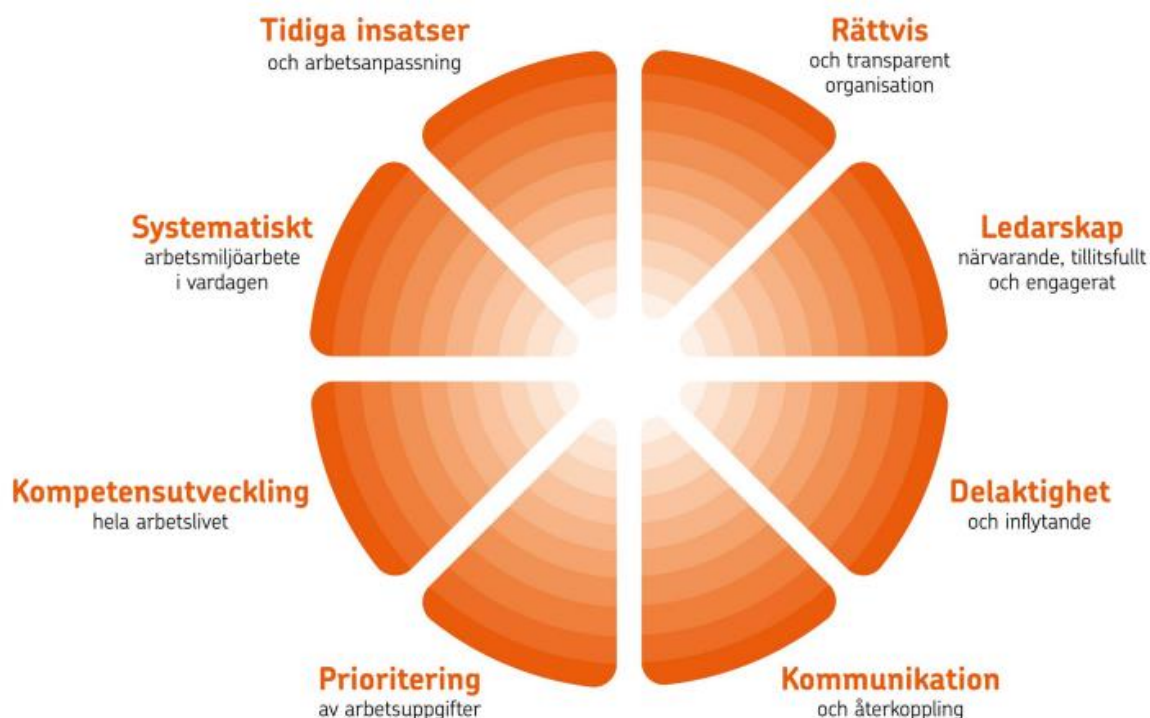 Tidiga insatser
och arbetsanpassning
Rättvis
och transparent
organisation
Ledarskap
närvarande, tillitsfullt
och engagerat
Delaktighet
och inflytande
Kommunikation
och återkoppling
Prioritering
av arbetsuppgifter
Kompetensutveckling
hela arbetslivet
Systematiskt
arbetsmiljöarbete
i vardagen